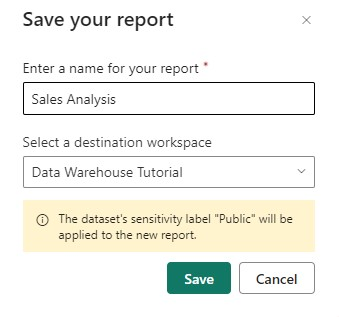 Save your report
Enter a name for your report *
Sales Analysis
Select a destination workspace
Data Warehouse Tutorial
The dataset's sensitivity label "Public" will be
applied to the new report.
Save Cancel